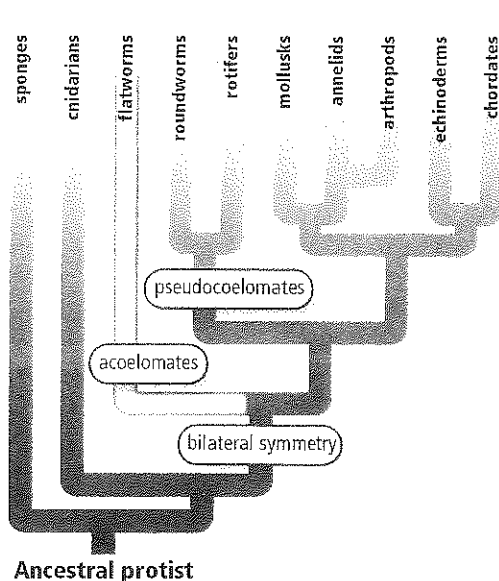 sponges
cnidarians
flatworms
roundworms
rotifers
mollusks
annelids
arthropods
echinoderms
chordates
pseudocoelomates
acoelomates
bilateral symmetry
Ancestral protist